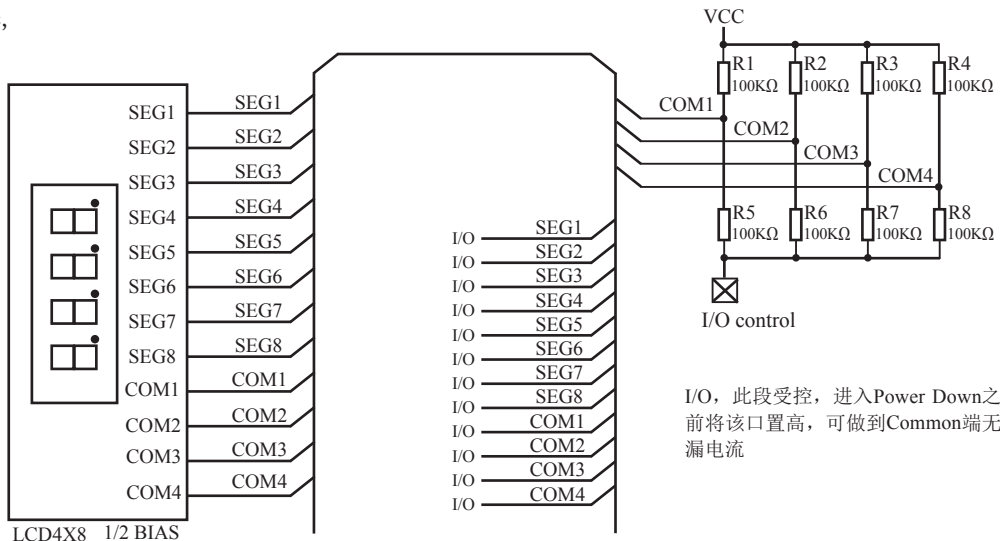 ,
VCC
R1
100KΩ
R2
100KΩ
R3
100KΩ
R4
100KΩ
COM1
COM2
COM3
COM4
R5
100KΩ
R6
100KΩ
R7
100KΩ
R8
100KΩ
I/O control
SEG1
SEG2
SEG3
SEG4
SEG5
SEG6
SEG7
SEG8
COM1
COM2
COM3
COM4
SEG1
SEG2
SEG3
SEG4
SEG5
SEG6
SEG7
SEG8
COM1
COM2
COM3
COM4
LCD4X8 1/2 BIAS
I/O SEG1
I/O SEG2
I/O SEG3
I/O SEG4
I/O SEG5
I/O SEG6
I/O SEG7
I/O SEG8
I/O COM1
I/O COM2
I/O COM3
I/O COM4
I/O，此段受控，进入Power Down之
前将该口置高，可做到Common端无
漏电流